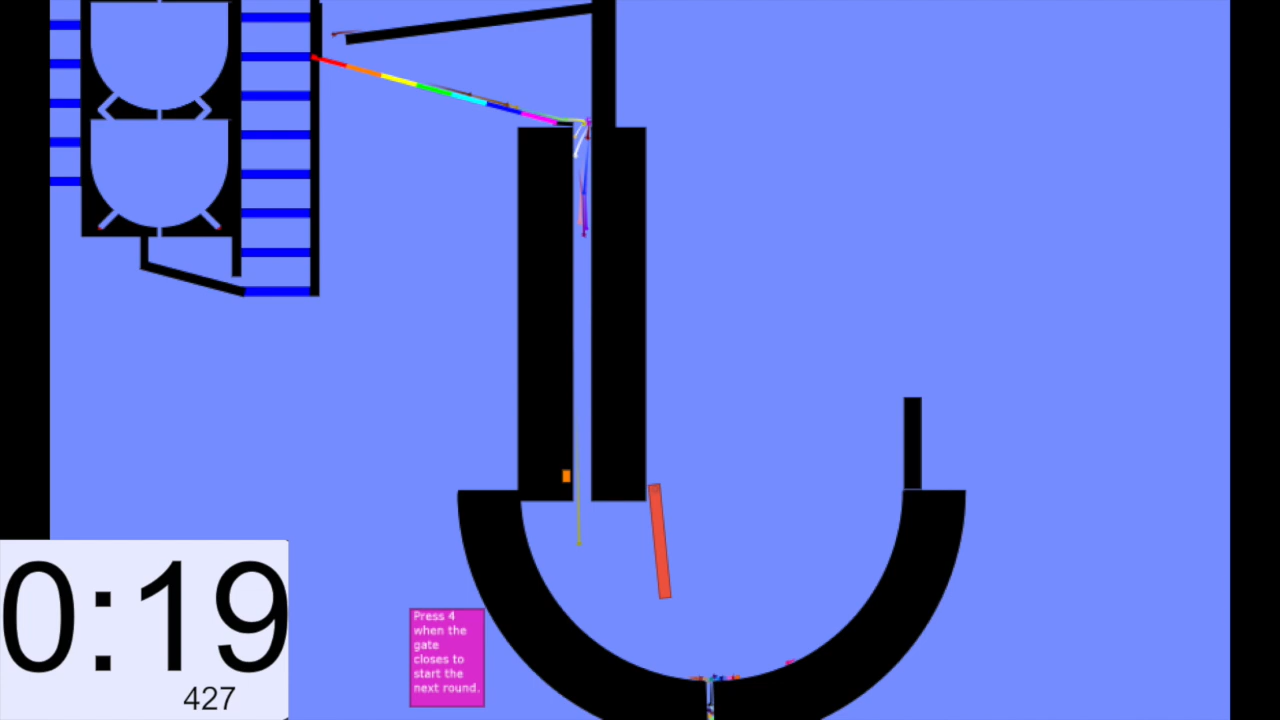 0:19
427
Press 4
when the
gate
closes to
start the
next round.